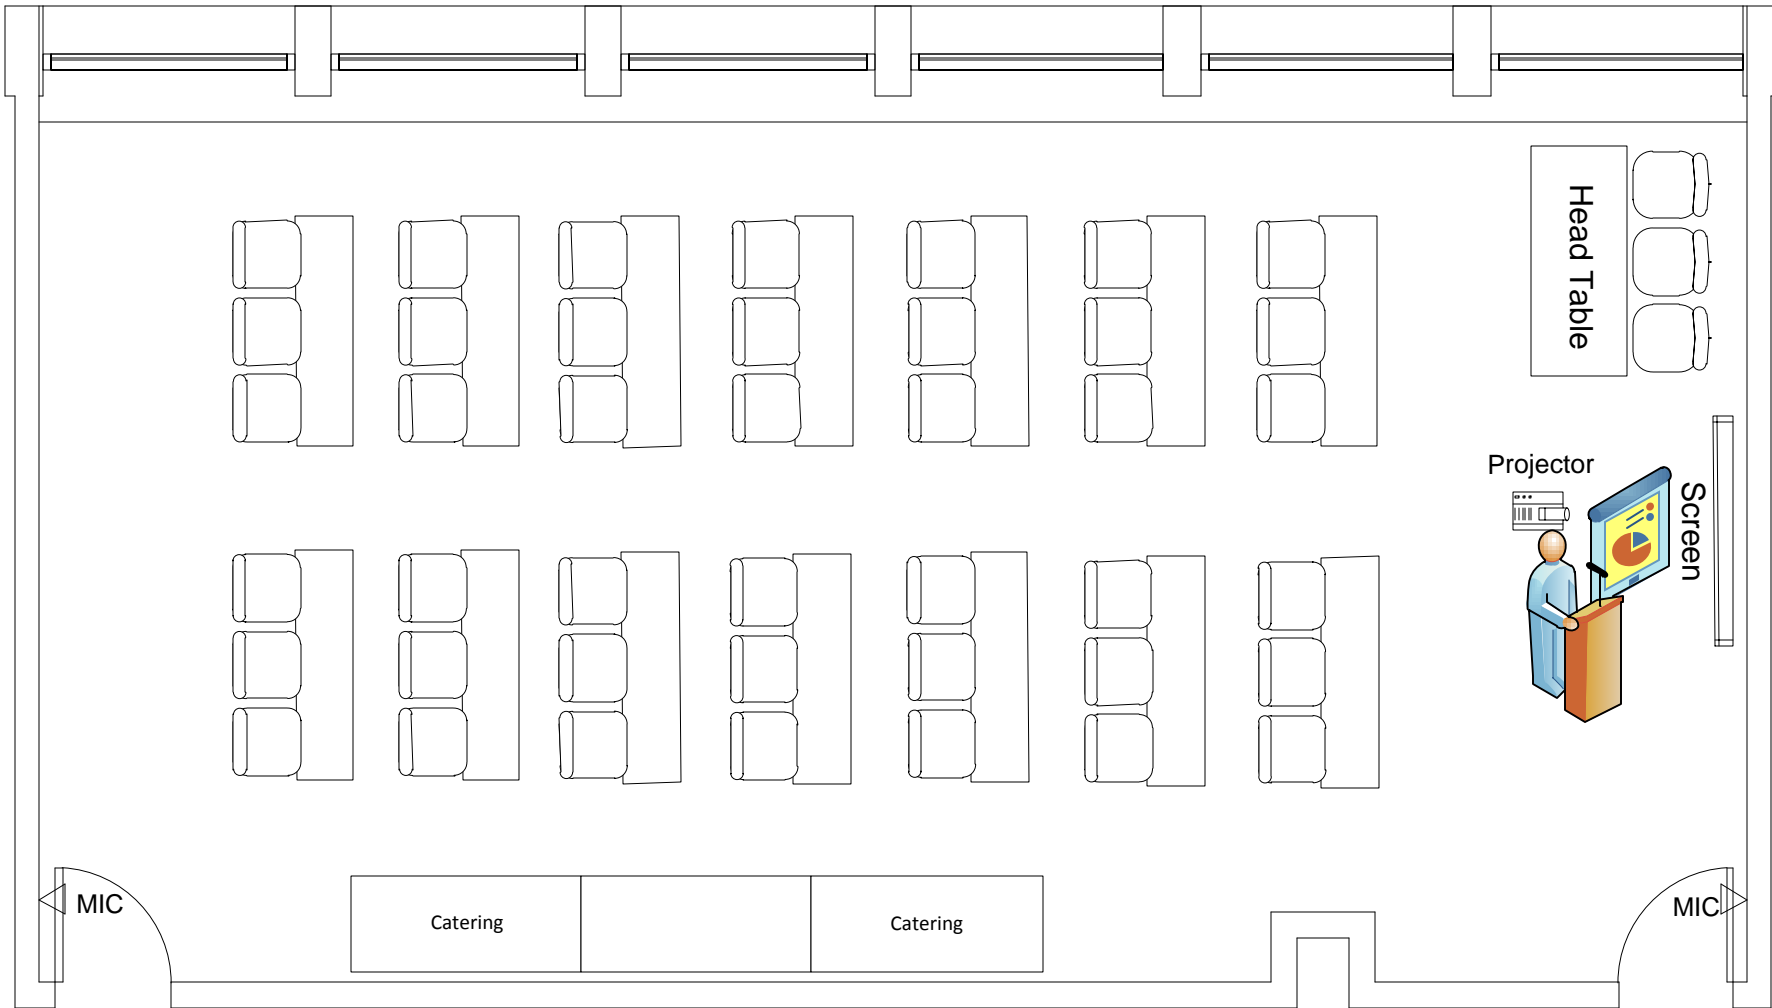 Head Table
Projector
Screen
MIC
Catering
Catering
MIC